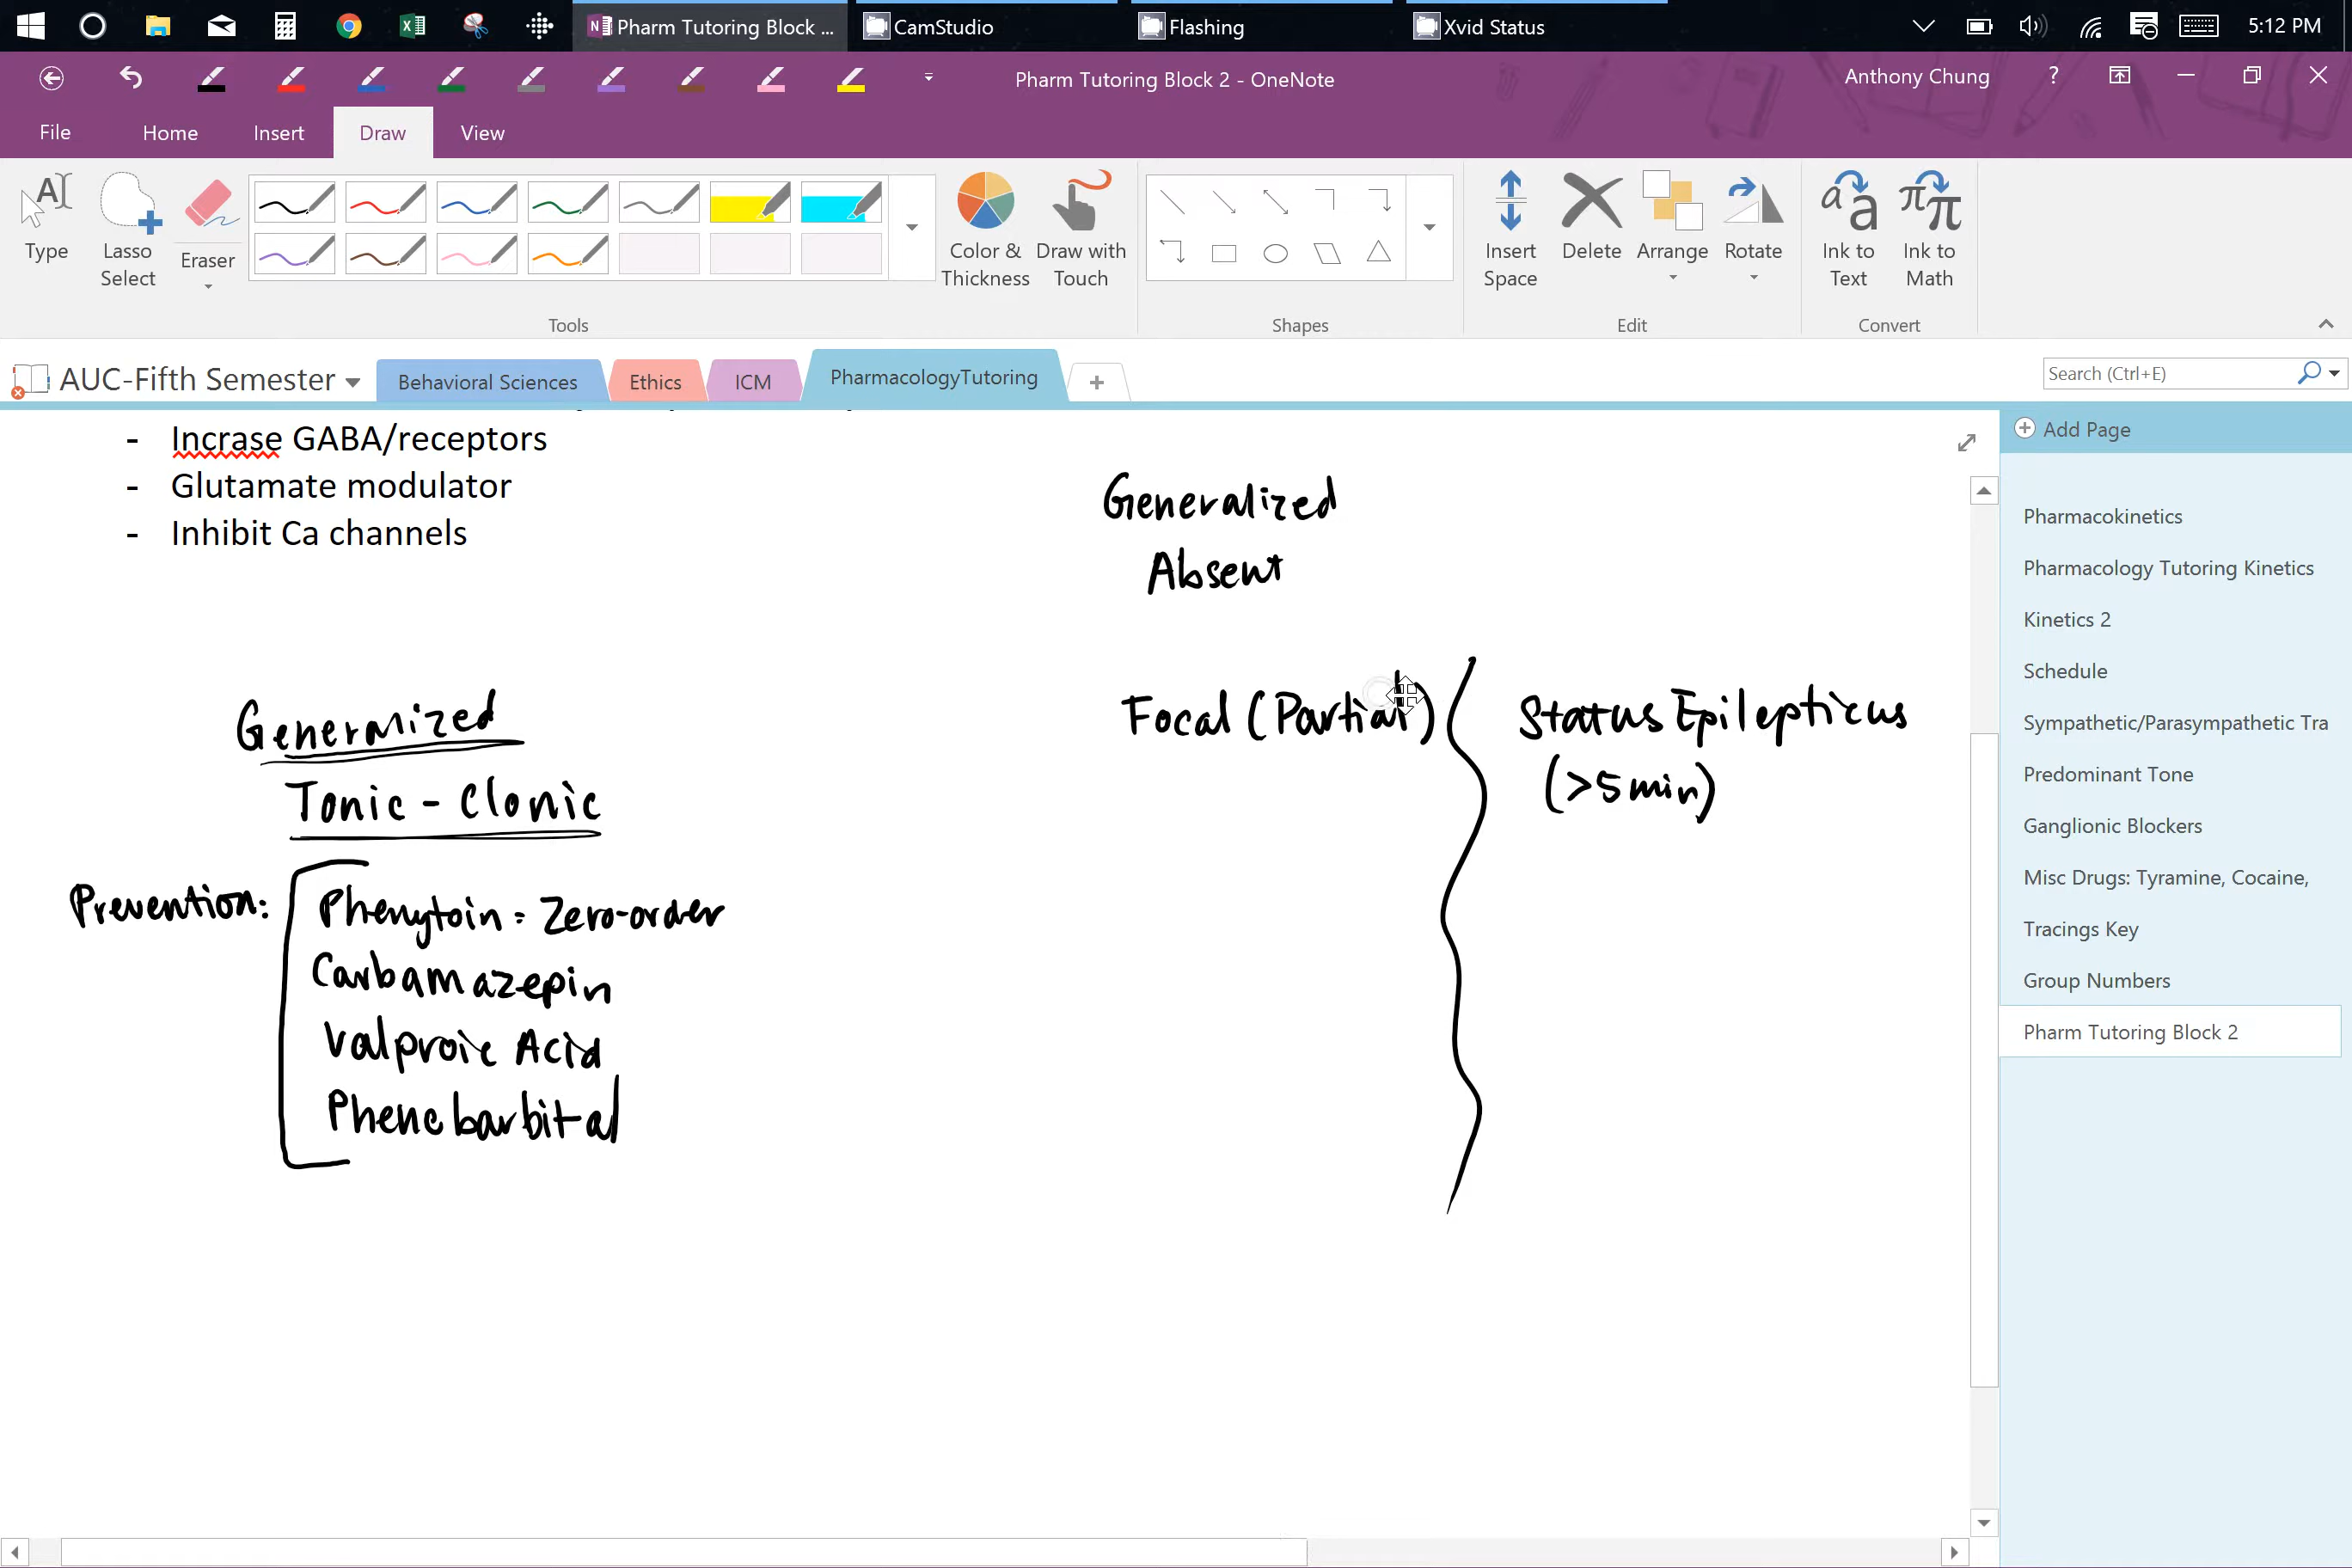 Pharm Tutoring Block ...
CamStudio
Flashing
Xvid Status
5:12 PM
Pharm Tutoring Block 2 - OneNote
Anthony Chung
?
File
Home
Insert
Draw
View
Type
Lasso Select
Eraser
Color & Thickness
Draw with Touch
Insert Space
Delete
Arrange
Rotate
Ink to Text
Ink to Math
Tools
Shapes
Edit
Convert
AUC-Fifth Semester
Behavioral Sciences
Ethics
ICM
PharmacologyTutoring
+
Search (Ctrl+E)
- Incrase GABA/receptors
- Glutamate modulator
- Inhibit Ca channels
Generalized
Absent
Generalized
Tonic - Clonic
Prevention:
Phenytoin = Zero-order
Carbamazepin
Valproic Acid
Phenobarbital
Focal (Partial)
Status Epilepticus
(>5 min)
Add Page
Pharmacokinetics
Pharmacology Tutoring Kinetics
Kinetics 2
Schedule
Sympathetic/Parasympathetic Tra
Predominant Tone
Ganglionic Blockers
Misc Drugs: Tyramine, Cocaine,
Tracings Key
Group Numbers
Pharm Tutoring Block 2